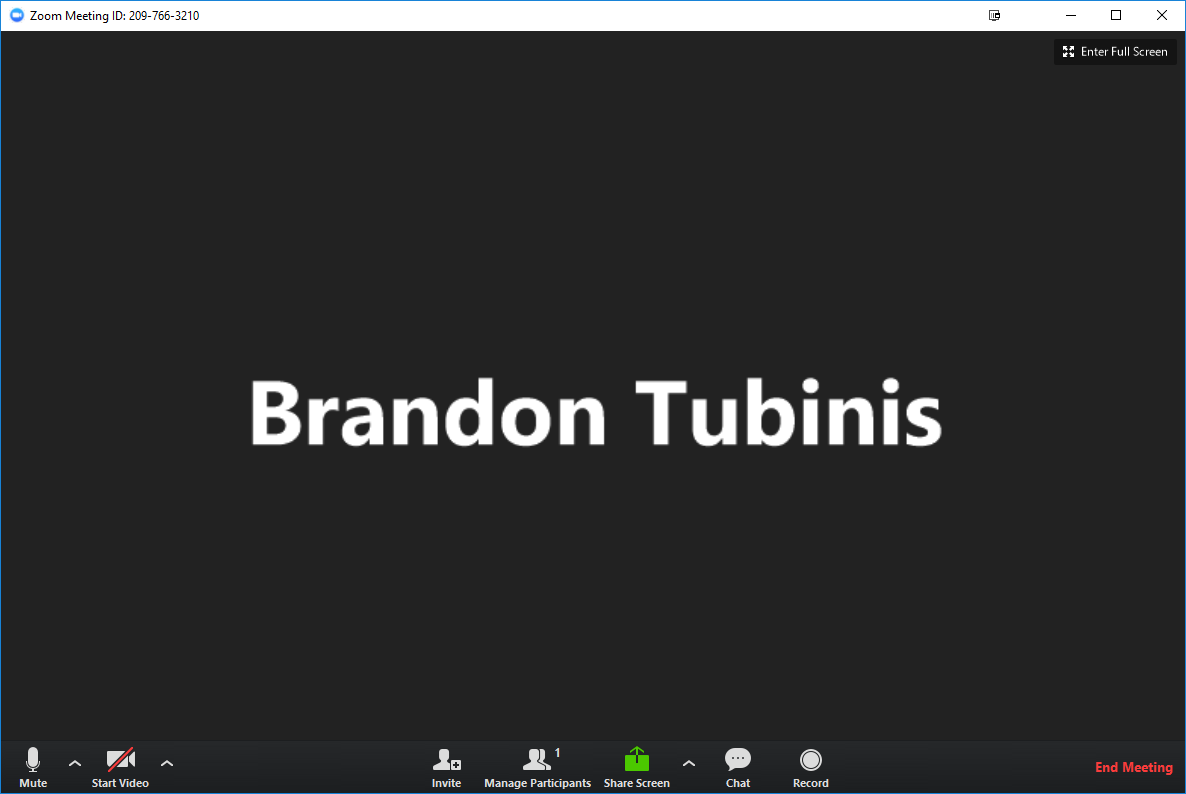 Zoom Meeting ID: 209-766-3210
Enter Full Screen
Brandon Tubinis
Mute
Start Video
Invite
Manage Participants 1
Share Screen
Chat
Record
End Meeting